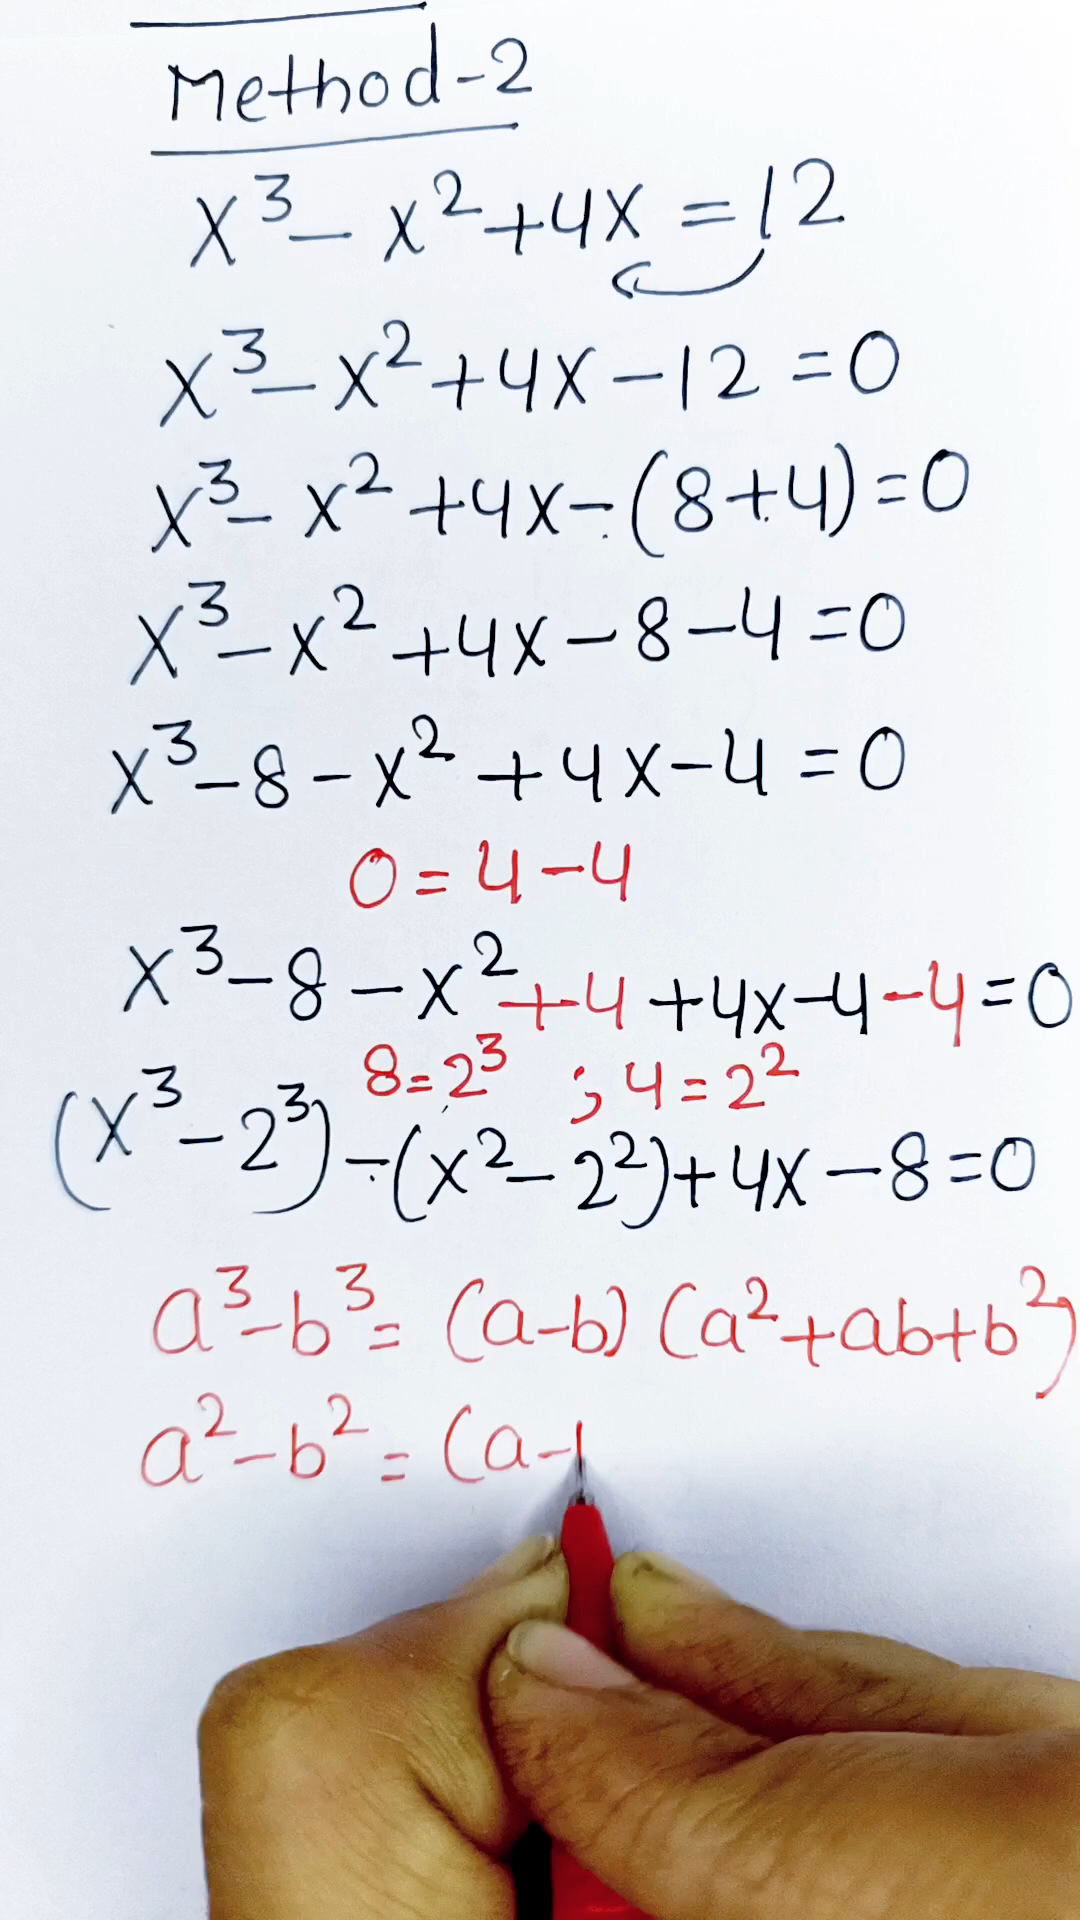 Method-2
x³ - x² + 4x = 12
x³ - x² + 4x - 12 = 0
x³ - x² + 4x - (8+4) = 0
x³ - x² + 4x - 8 - 4 = 0
x³ - 8 - x² + 4x - 4 = 0
0 = 4 - 4
x³ - 8 - x² + 4 + 4x - 4 - 4 = 0
8 = 2³ ; 4 = 2²
(x³ - 2³) - (x² - 2²) + 4x - 8 = 0
a³ - b³ = (a-b) (a² + ab + b²)
a² - b² = (a-